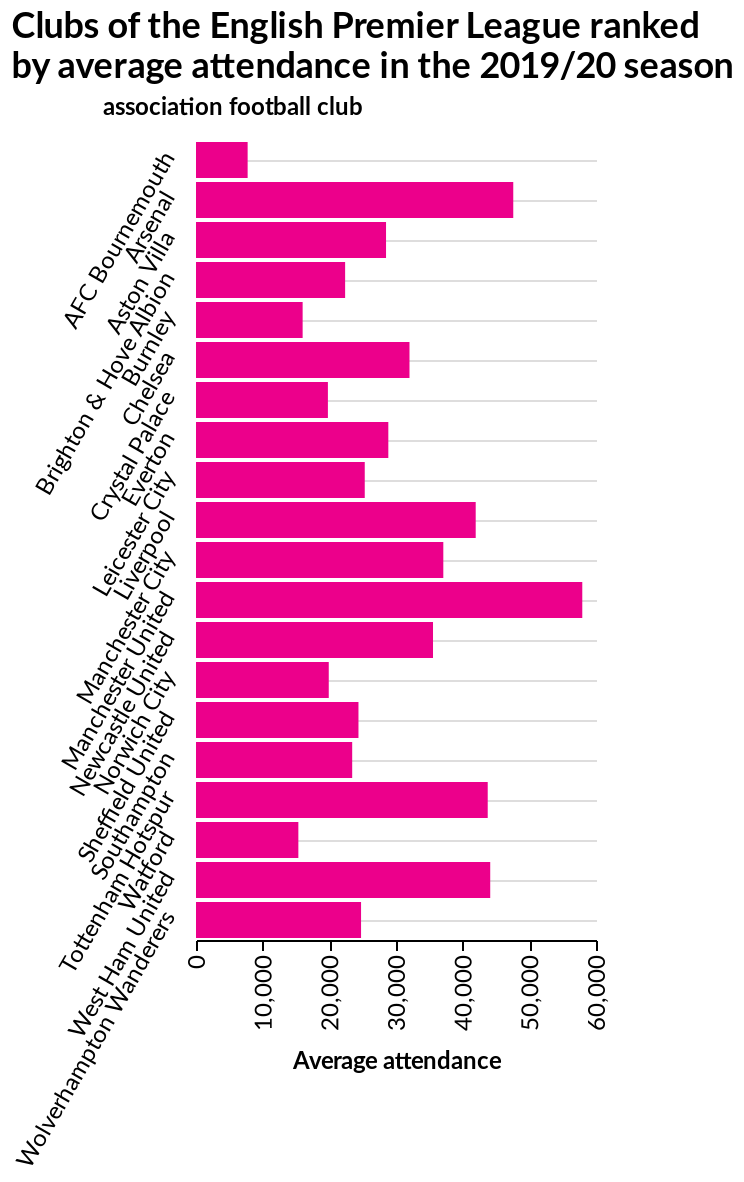 Clubs of the English Premier League ranked
by average attendance in the 2019/20 season
association football club
AFC Bournemouth
Arsenal
Aston Villa
Brighton & Hove Albion
Burnley
Chelsea
Crystal Palace
Everton
Leicester City
Liverpool
Manchester City
Manchester United
Newcastle United
Norwich City
Sheffield United
Southampton
Tottenham Hotspur
Watford
West Ham United
Wolverhampton Wanderers
0
10,000
20,000
30,000
40,000
50,000
60,000
Average attendance